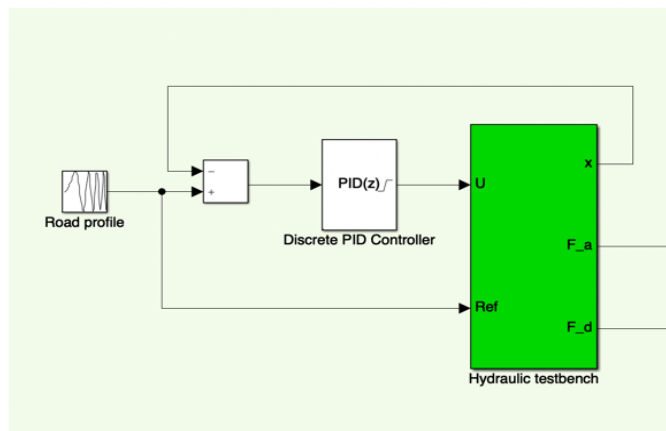 x
−
+
PID(z)
U
Road profile
Discrete PID Controller
F_a
Ref
F_d
Hydraulic testbench